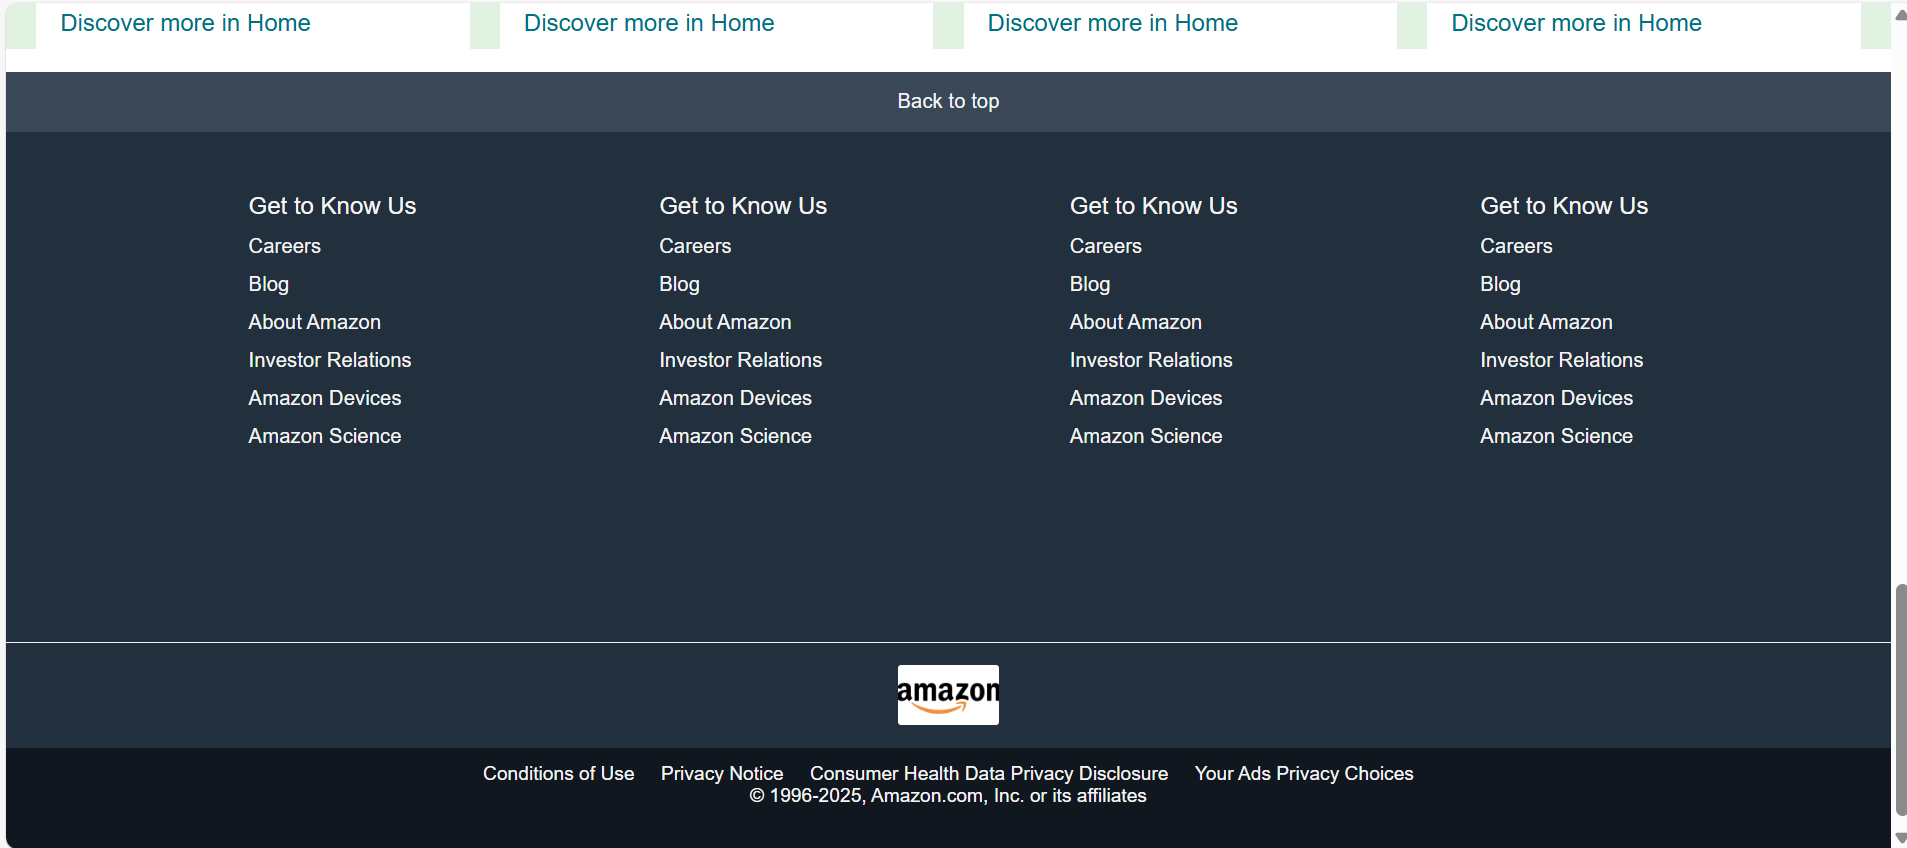 Discover more in Home Discover more in Home Discover more in Home Discover more in Home
Back to top
Get to Know Us
Careers
Blog
About Amazon
Investor Relations
Amazon Devices
Amazon Science
Get to Know Us
Careers
Blog
About Amazon
Investor Relations
Amazon Devices
Amazon Science
Get to Know Us
Careers
Blog
About Amazon
Investor Relations
Amazon Devices
Amazon Science
Get to Know Us
Careers
Blog
About Amazon
Investor Relations
Amazon Devices
Amazon Science
amazon
Conditions of Use Privacy Notice Consumer Health Data Privacy Disclosure Your Ads Privacy Choices
© 1996-2025, Amazon.com, Inc. or its affiliates